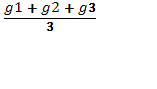 g1 + g2 + g3
3